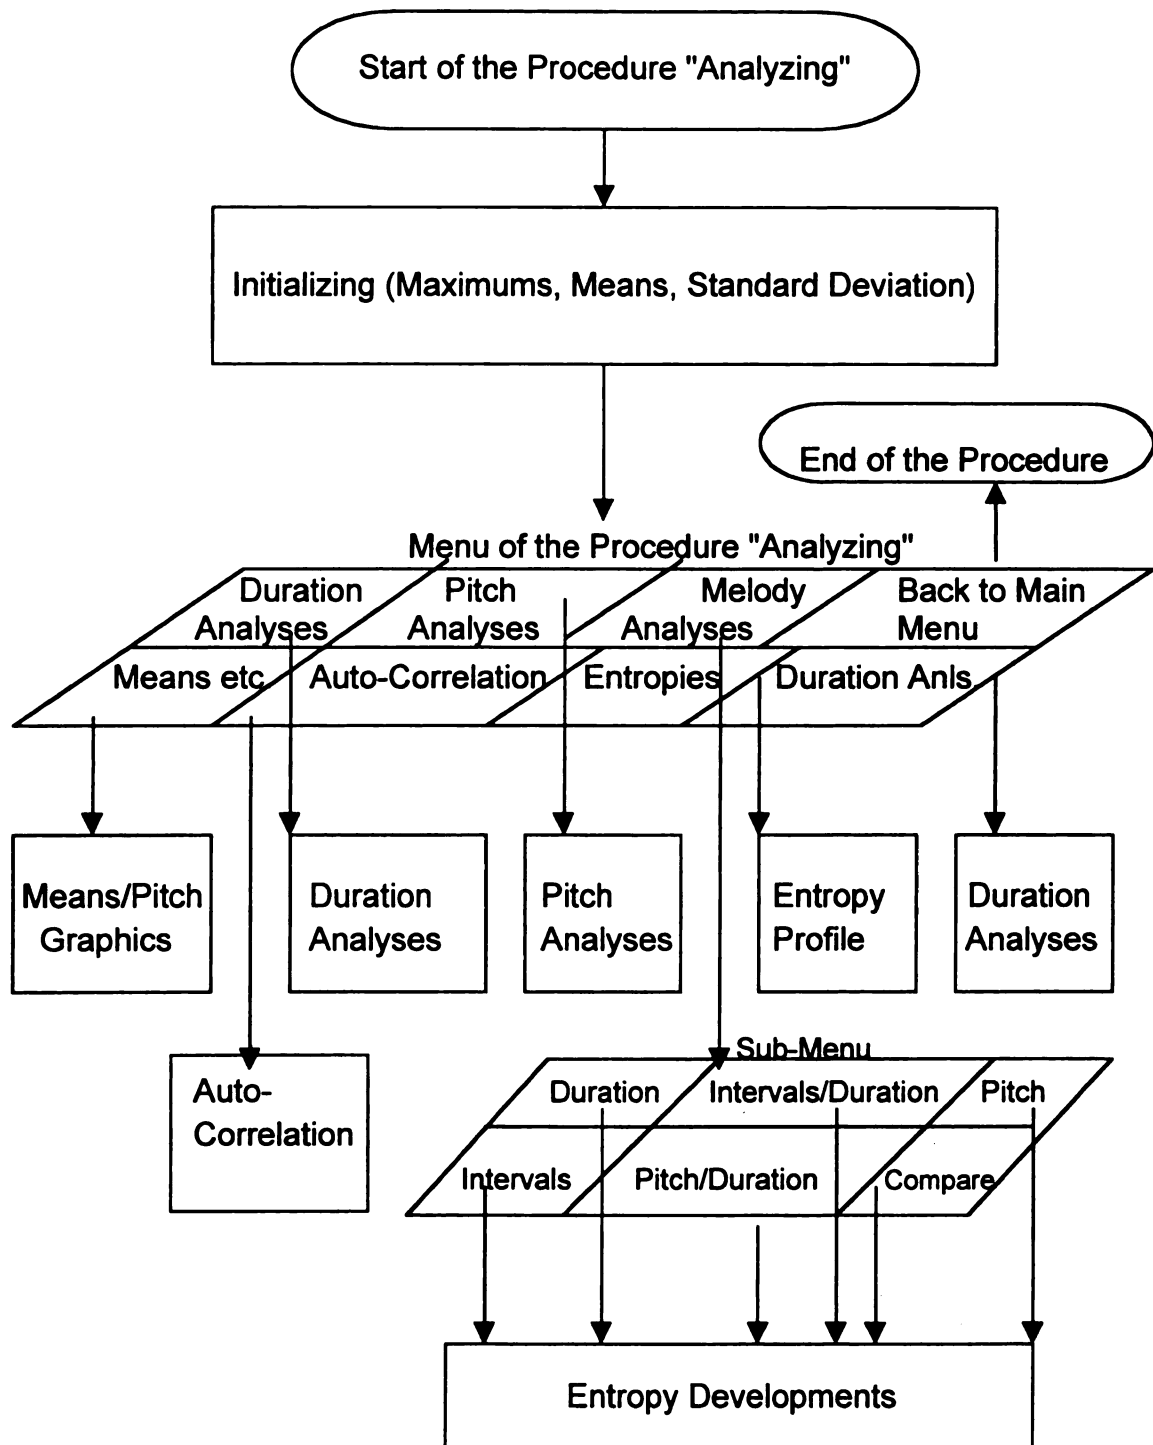 Start of the Procedure "Analyzing"
Initializing (Maximums, Means, Standard Deviation)
End of the Procedure
Menu of the Procedure "Analyzing"
Duration
Analyses
Pitch
Analyses
Melody
Analyses
Back to Main
Menu
Means etc.
Auto-Correlation
Entropies
Duration Anls.
Means/Pitch
Graphics
Duration
Analyses
Pitch
Analyses
Entropy
Profile
Duration
Analyses
Auto-
Correlation
Sub-Menu
Duration
Intervals/Duration
Pitch
Intervals
Pitch/Duration
Compare
Entropy Developments